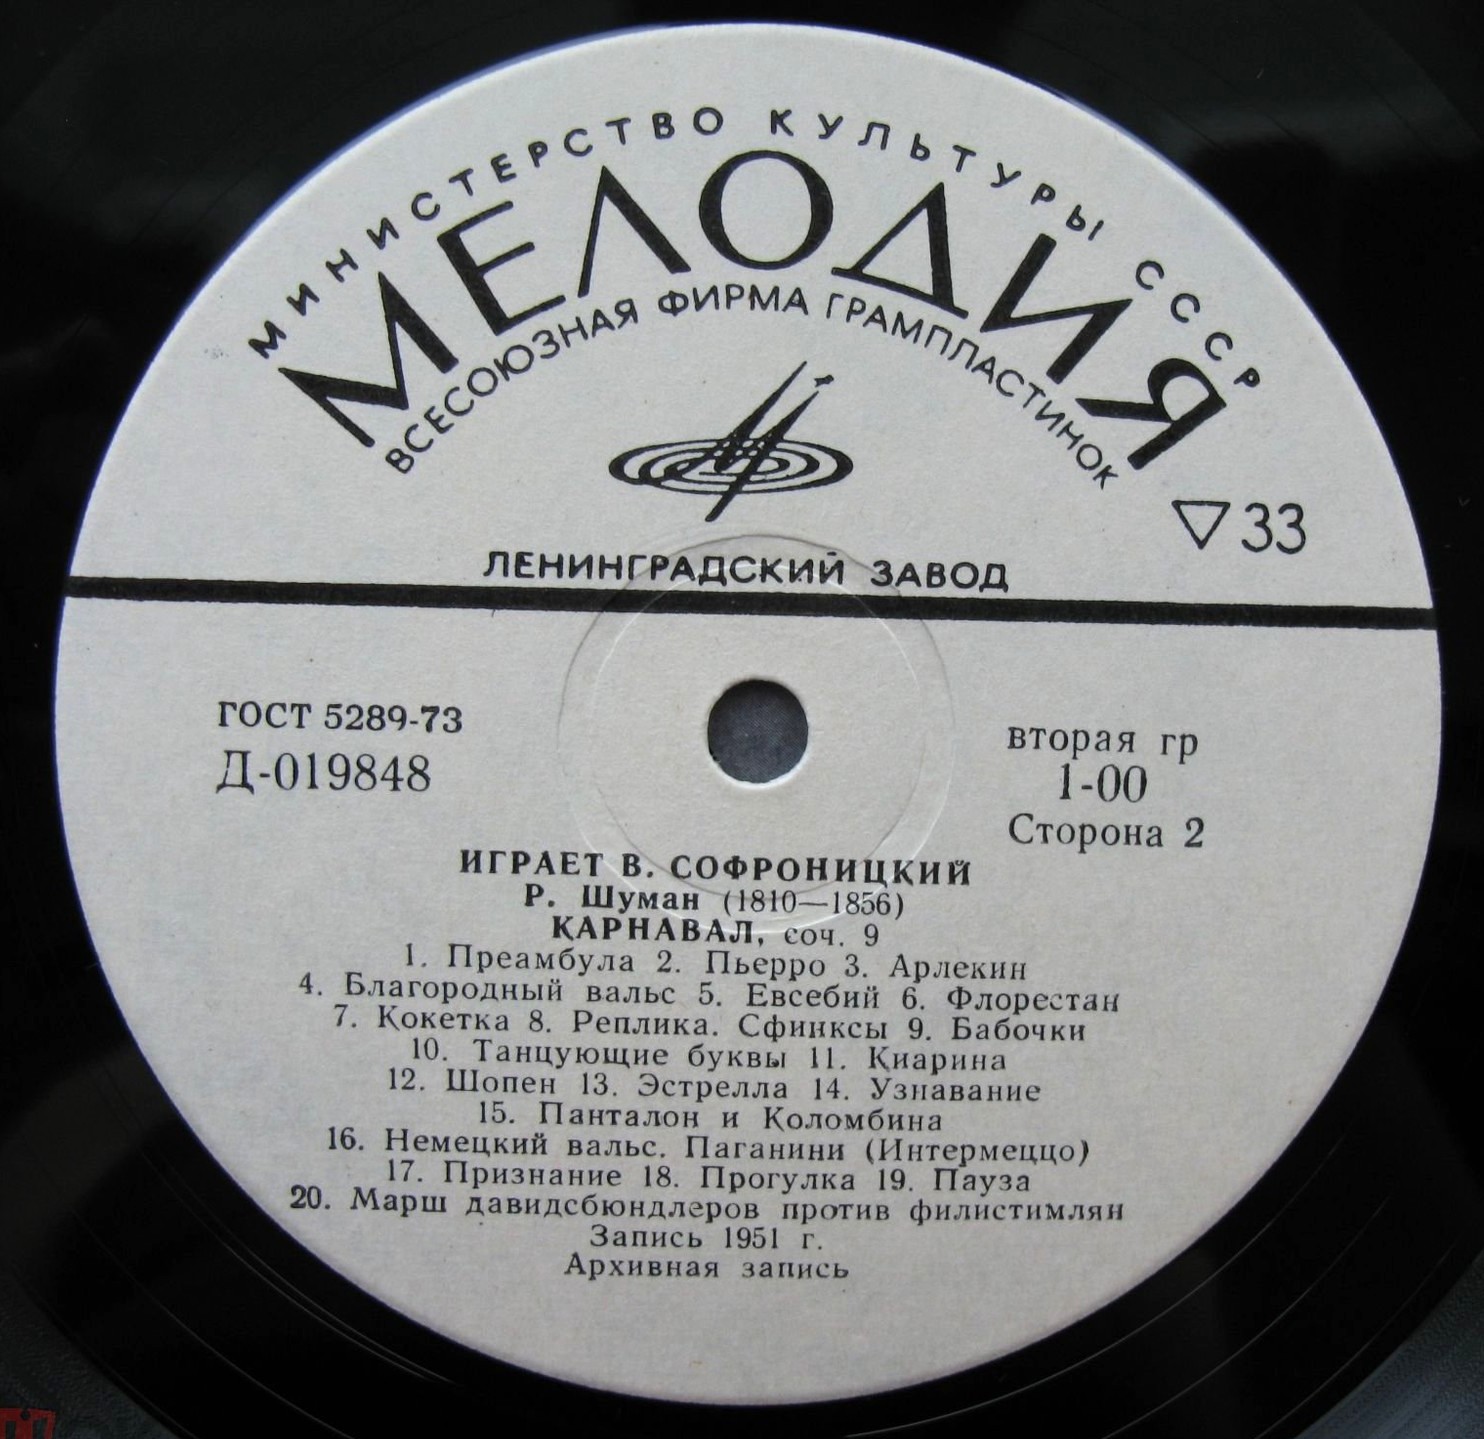 МИНИСТЕРСТВО КУЛЬТУРЫ СССР
МЕЛОДИЯ
ВСЕСОЮЗНАЯ ФИРМА ГРАМПЛАСТИНОК
33
ЛЕНИНГРАДСКИЙ ЗАВОД
ГОСТ 5289-73
Д-019848
вторая гр
1-00
Сторона 2
ИГРАЕТ В. СОФРОНИЦКИЙ
Р. Шуман (1810—1856)
КАРНАВАЛ, соч. 9
1. Преамбула 2. Пьерро 3. Арлекин
4. Благородный вальс 5. Евсебий 6. Флорестан
7. Кокетка 8. Реплика. Сфинксы 9. Бабочки
10. Танцующие буквы 11. Киарина
12. Шопен 13. Эстрелла 14. Узнавание
15. Панталон и Коломбина
16. Немецкий вальс. Паганини (Интермеццо)
17. Признание 18. Прогулка 19. Пауза
20. Марш давидсбюндлеров против филистимлян
Запись 1951 г.
Архивная запись